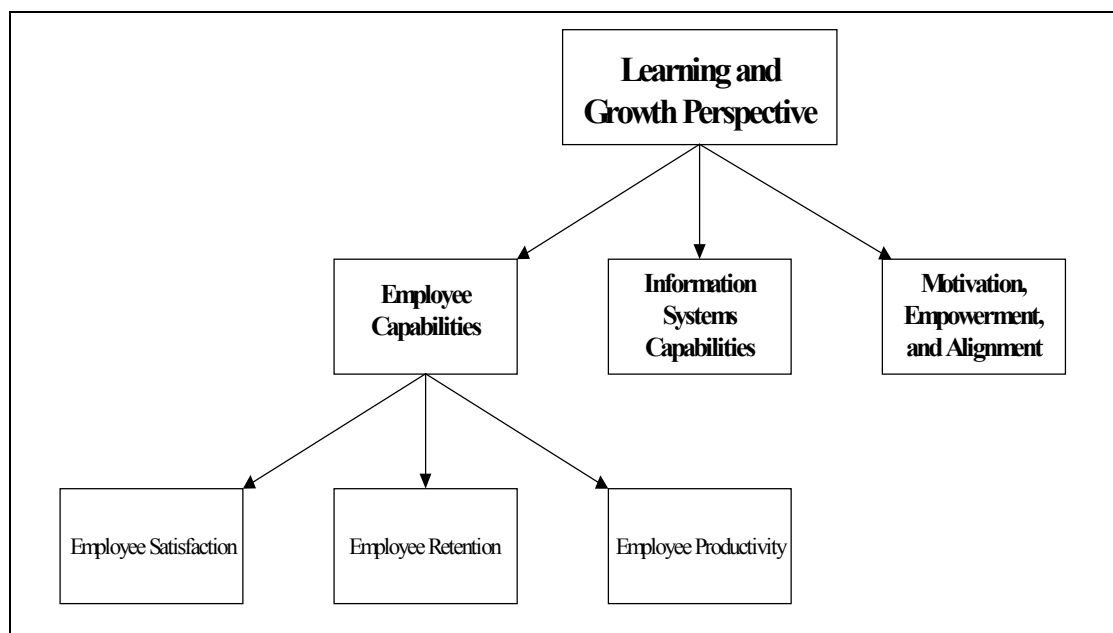 Learning and
Growth Perspective
Employee
Capabilities
Information
Systems
Capabilities
Motivation,
Empowerment,
and Alignment
Employee Satisfaction
Employee Retention
Employee Productivity